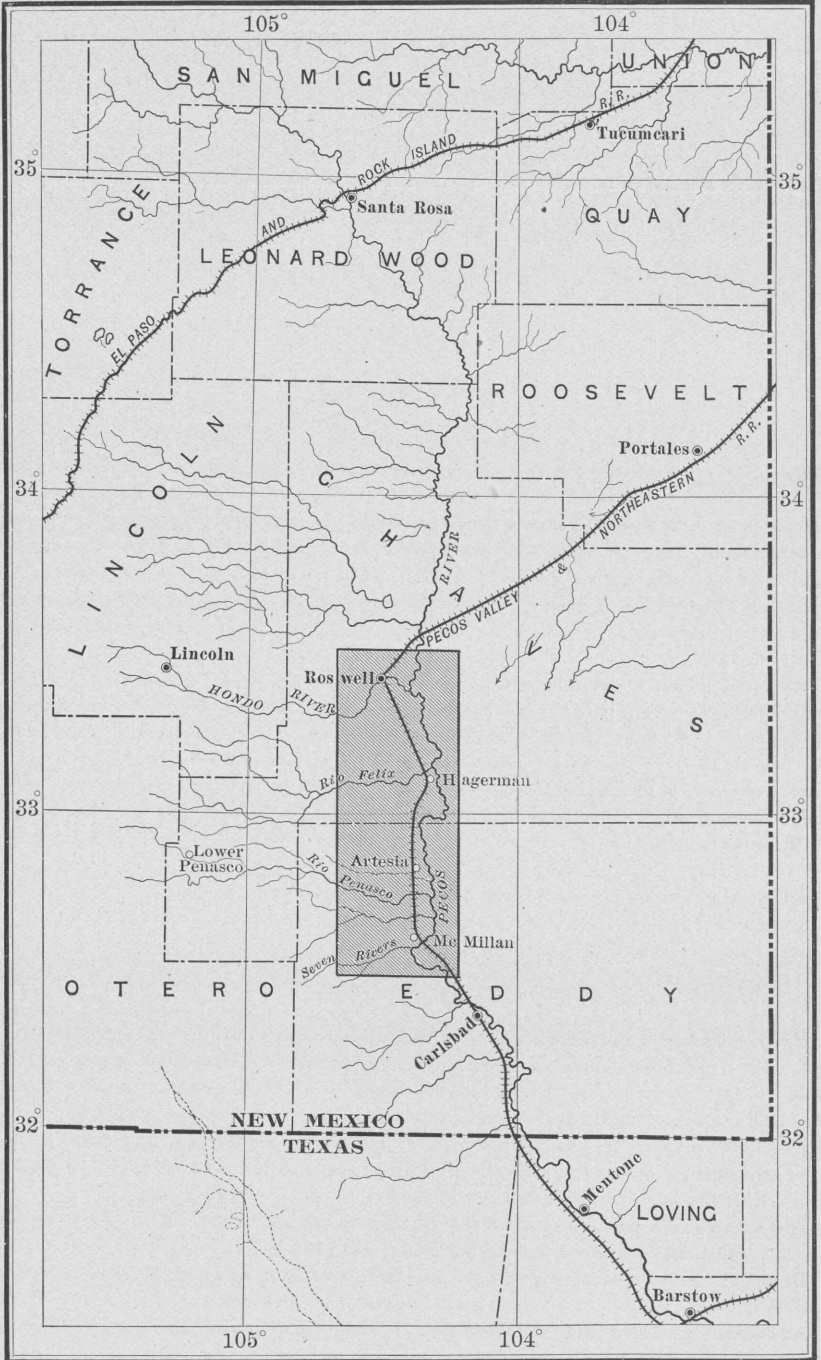 105° 104°
SAN MIGUEL
UNION
R.R.
Tucumcari
ROCK ISLAND
35° 35°
Santa Rosa
QUAY
TORRANCE
AND
LEONARD WOOD
EL PASO
ROOSEVELT
Portales
R.R.
LINCOLN
NORTHEASTERN
34° 34°
CHAVES
RIVER
&
PECOS VALLEY
Lincoln
Roswell
HONDO RIVER
Rio Felix
Hagerman
33° 33°
Lower
Penasco
Rio Penasco
Artesia
PECOS
Mc Millan
Seven Rivers
OTERO
EDDY
Carlsbad
32° 32°
NEW MEXICO
TEXAS
Mentone
LOVING
Barstow
105° 104°